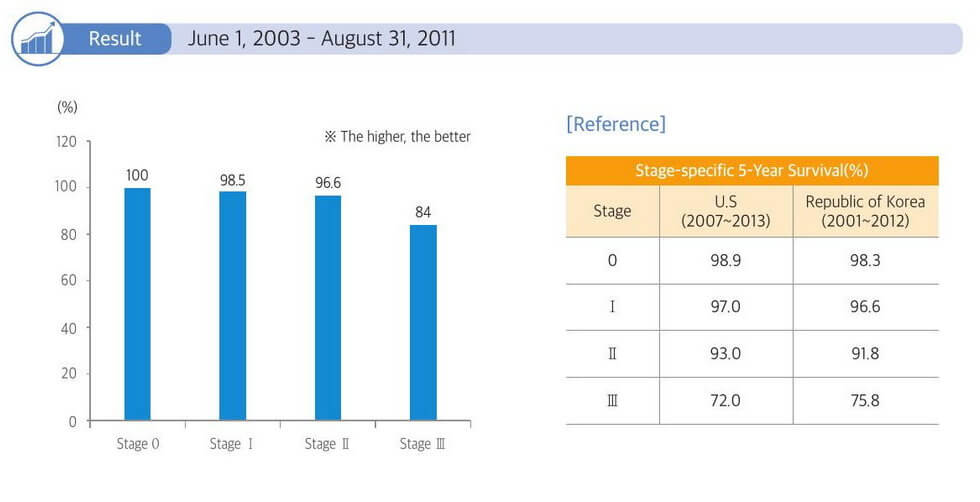 Result June 1, 2003 - August 31, 2011
(%)
※ The higher, the better
120
100
80
60
40
20
0
100
98.5
96.6
84
Stage 0 Stage Ⅰ Stage Ⅱ Stage Ⅲ
[Reference]
Stage-specific 5-Year Survival(%)
Stage
U.S
(2007~2013)
Republic of Korea
(2001~2012)
0 98.9 98.3
Ⅰ 97.0 96.6
Ⅱ 93.0 91.8
Ⅲ 72.0 75.8